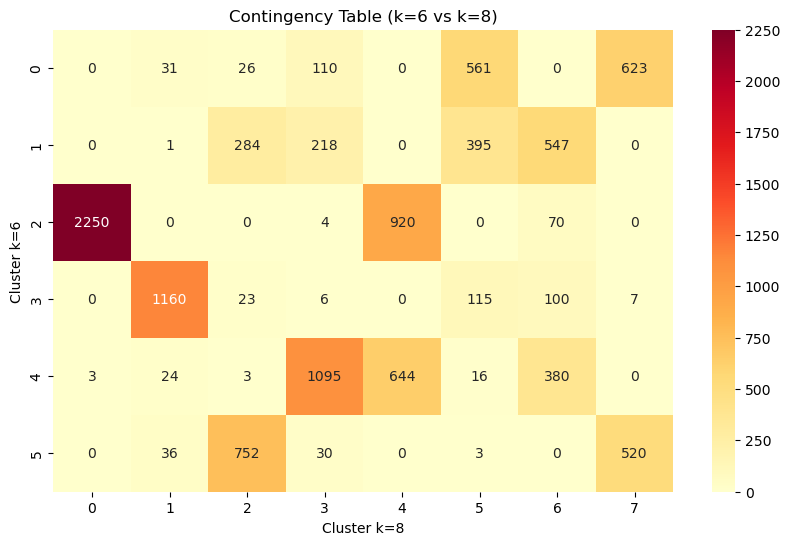 Contingency Table (k=6 vs k=8)
Cluster k=6
0 0 31 26 110 0 561 0 623
1 0 1 284 218 0 395 547 0
2 2250 0 0 4 920 0 70 0
3 0 1160 23 6 0 115 100 7
4 3 24 3 1095 644 16 380 0
5 0 36 752 30 0 3 0 520
0 1 2 3 4 5 6 7
Cluster k=8
2250
2000
1750
1500
1250
1000
750
500
250
0